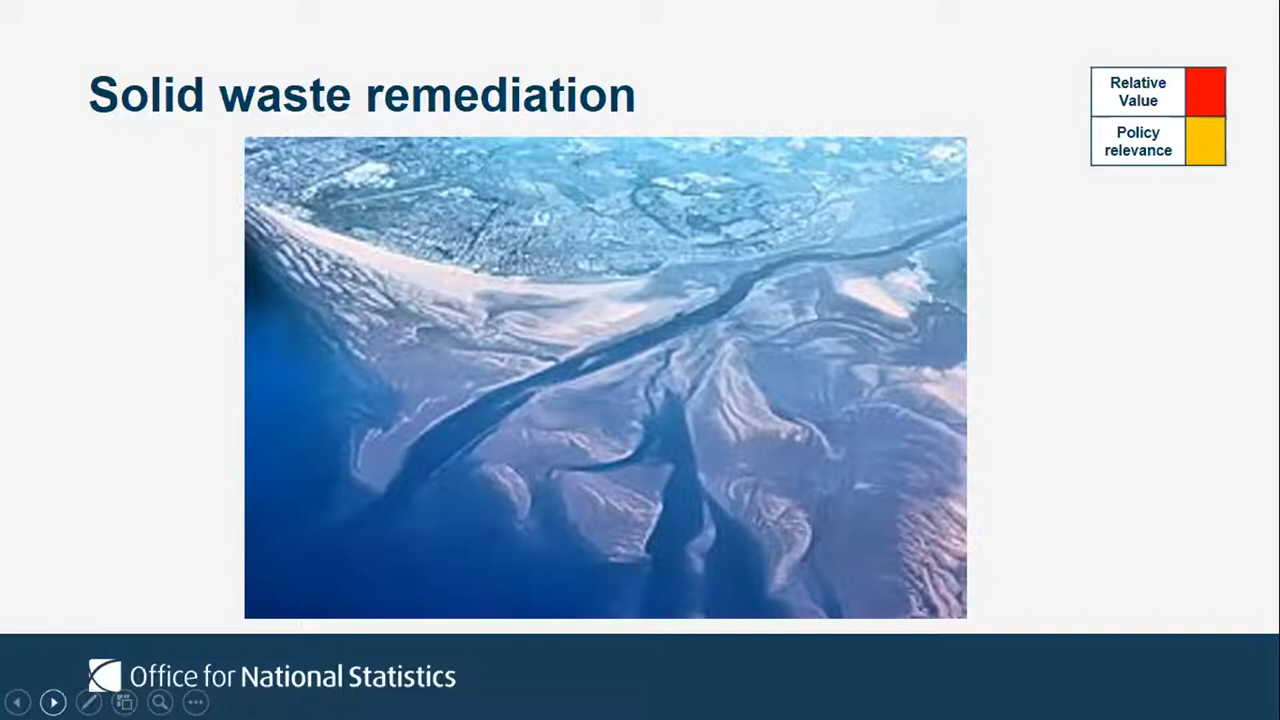 Solid waste remediation
Relative
Value
Policy
relevance
Office for National Statistics